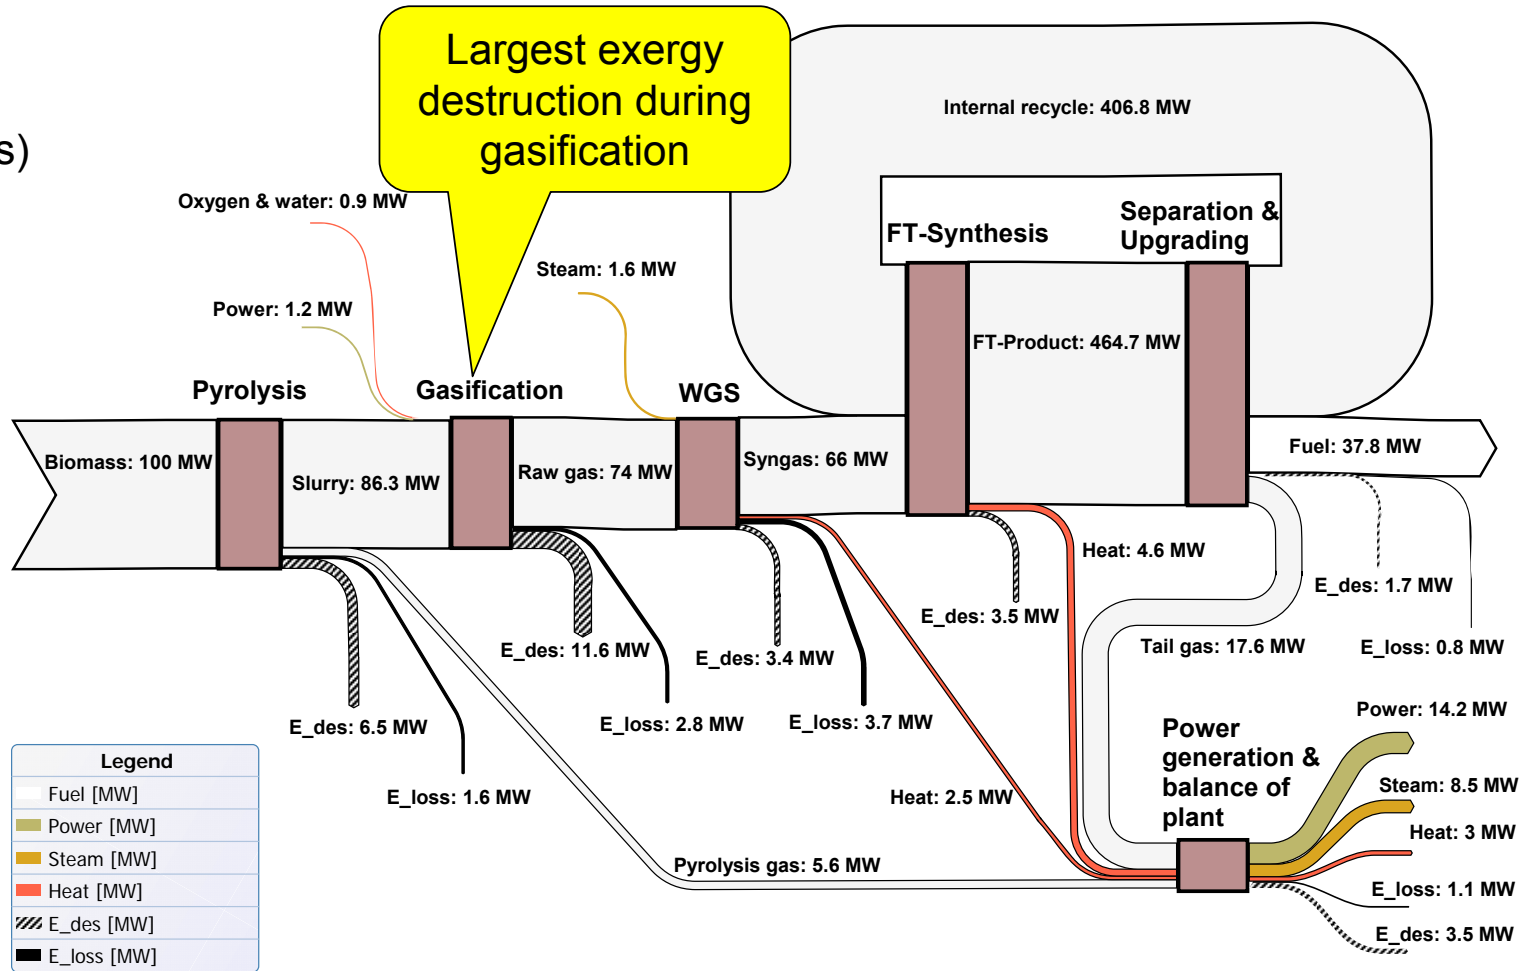 s)
Largest exergy
destruction during
gasification
Internal recycle: 406.8 MW
Oxygen & water: 0.9 MW
Power: 1.2 MW
Steam: 1.6 MW
FT-Synthesis
Separation &
Upgrading
FT-Product: 464.7 MW
Pyrolysis
Gasification
WGS
Biomass: 100 MW
Slurry: 86.3 MW
Raw gas: 74 MW
Syngas: 66 MW
Fuel: 37.8 MW
Heat: 4.6 MW
E_des: 1.7 MW
E_des: 3.5 MW
Tail gas: 17.6 MW
E_loss: 0.8 MW
E_des: 11.6 MW
E_des: 3.4 MW
E_des: 6.5 MW
E_loss: 2.8 MW
E_loss: 3.7 MW
Power: 14.2 MW
Power
generation &
balance of
plant
Steam: 8.5 MW
E_loss: 1.6 MW
Heat: 2.5 MW
Heat: 3 MW
Pyrolysis gas: 5.6 MW
E_loss: 1.1 MW
E_des: 3.5 MW
Legend
Fuel [MW]
Power [MW]
Steam [MW]
Heat [MW]
E_des [MW]
E_loss [MW]